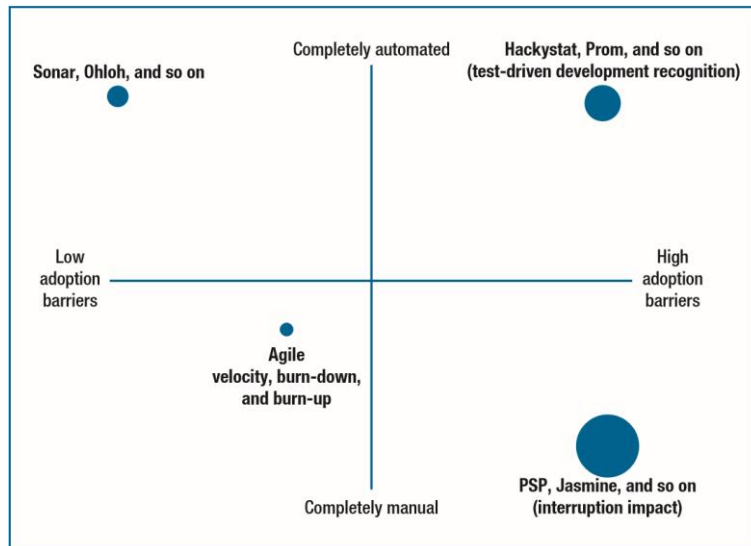 Completely automated
Sonar, Ohloh, and so on
Hackystat, Prom, and so on
(test-driven development recognition)
Low
adoption
barriers
High
adoption
barriers
Agile
velocity, burn-down,
and burn-up
PSP, Jasmine, and so on
(interruption impact)
Completely manual